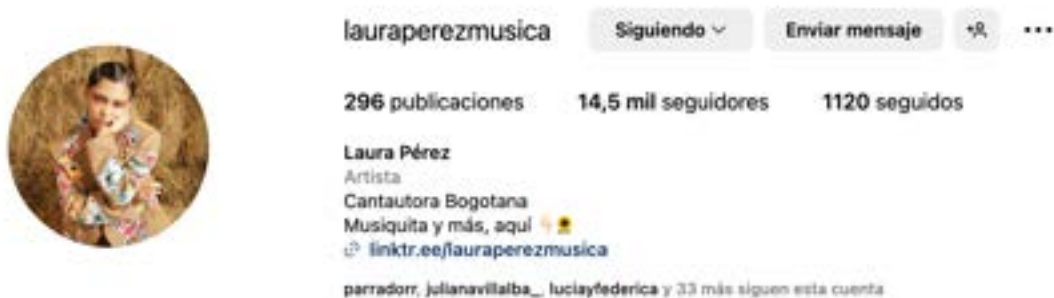 lauraperezmusica Siguiendo Enviar mensaje
296 publicaciones 14,5 mil seguidores 1120 seguidos
Laura Pérez
Artista
Cantautora Bogotana
Musiquita y más, aquí 👇🏻🌻
linktr.ee/lauraperezmusica
parradorr, julianavillalba__, luciayfederica y 33 más siguen esta cuenta